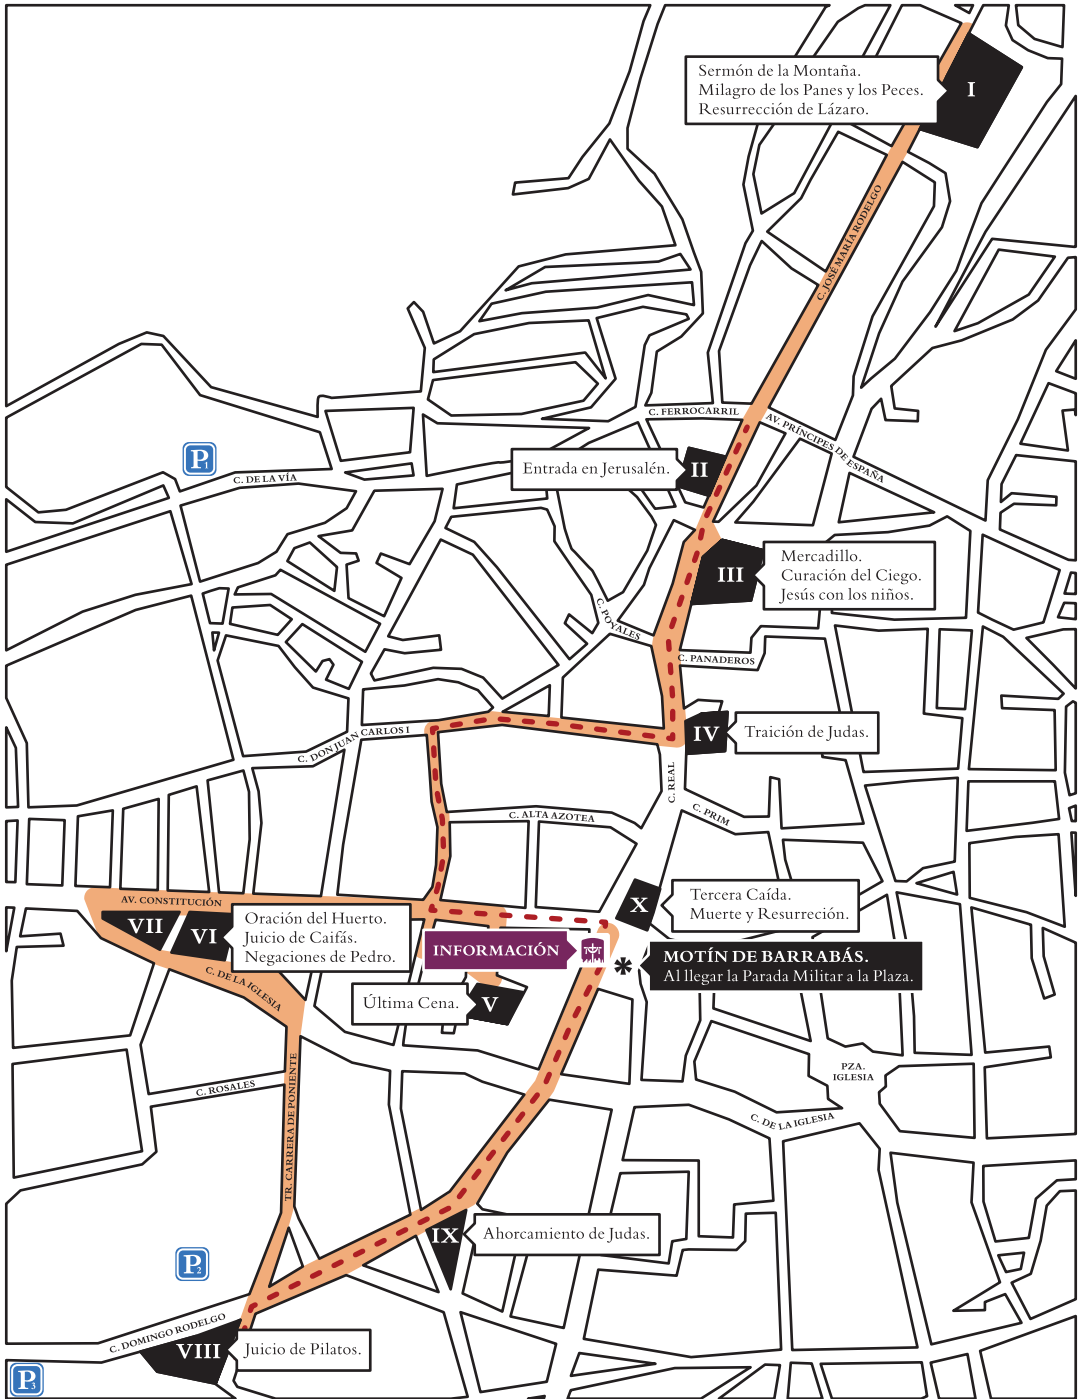 Sermón de la Montaña.
Milagro de los Panes y los Peces.
Resurrección de Lázaro.
I
C. JOSÉ MARÍA RODELGO
C. FERROCARRIL
AV. PRÍNCIPES DE ESPAÑA
P1
C. DE LA VÍA
Entrada en Jerusalén.
II
III
Mercadillo.
Curación del Ciego.
Jesús con los niños.
C. POYALES
C. PANADEROS
IV
Traición de Judas.
C. DON JUAN CARLOS I
C. REAL
C. PRIM
C. ALTA AZOTEA
AV. CONSTITUCIÓN
VII
VI
Oración del Huerto.
Juicio de Caifás.
Negaciones de Pedro.
X
Tercera Caída.
Muerte y Resurreción.
INFORMACIÓN
*
MOTÍN DE BARRABÁS.
Al llegar la Parada Militar a la Plaza.
C. DE LA IGLESIA
Última Cena.
V
PZA.
IGLESIA
C. ROSALES
TR. CARRERA DE PONIENTE
C. DE LA IGLESIA
IX
Ahorcamiento de Judas.
P2
C. DOMINGO RODELGO
VIII
Juicio de Pilatos.
P3